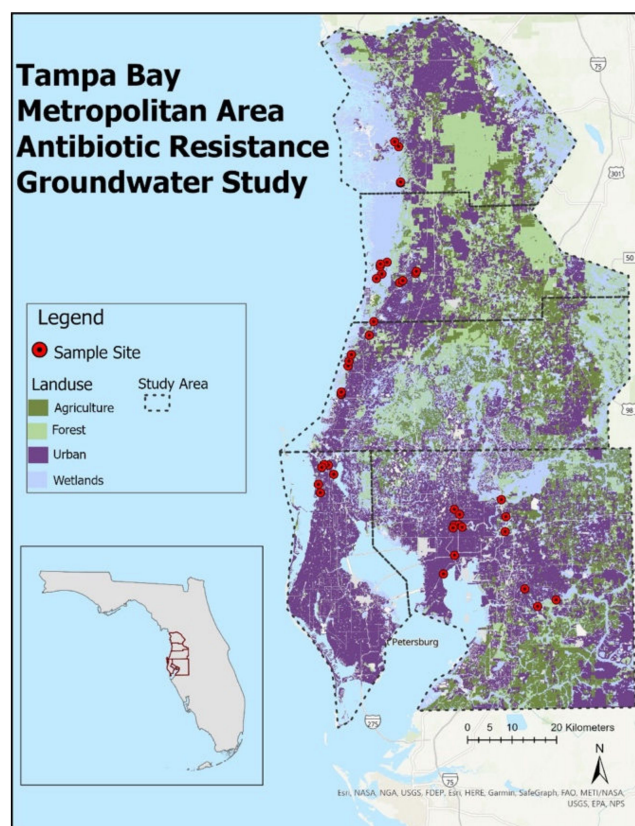 Tampa Bay
Metropolitan Area
Antibiotic Resistance
Groundwater Study
75
301
50
98
Legend
Sample Site
Landuse
Study Area
Agriculture
Forest
Urban
Wetlands
Petersburg
275
0 5 10 20 Kilometers
N
75
Esri, NASA, NGA, USGS, FDEP, Esri, HERE, Garmin, SafeGraph, FAO, METI/NASA,
USGS, EPA, NPS